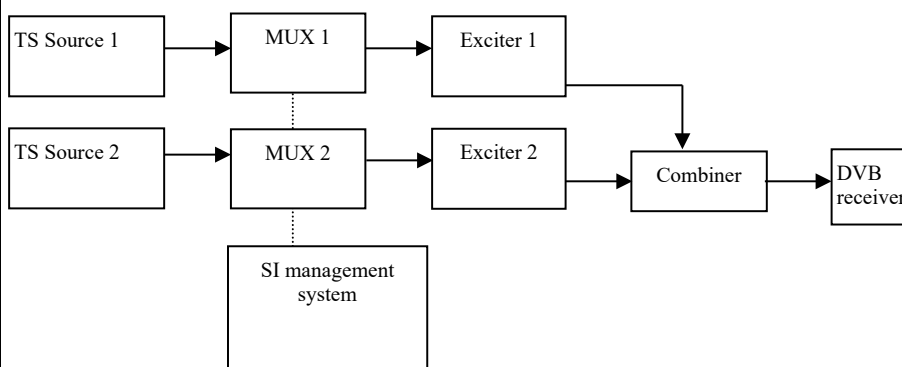 TS Source 1
MUX 1
Exciter 1
TS Source 2
MUX 2
Exciter 2
Combiner
DVB
receiver
SI management
system